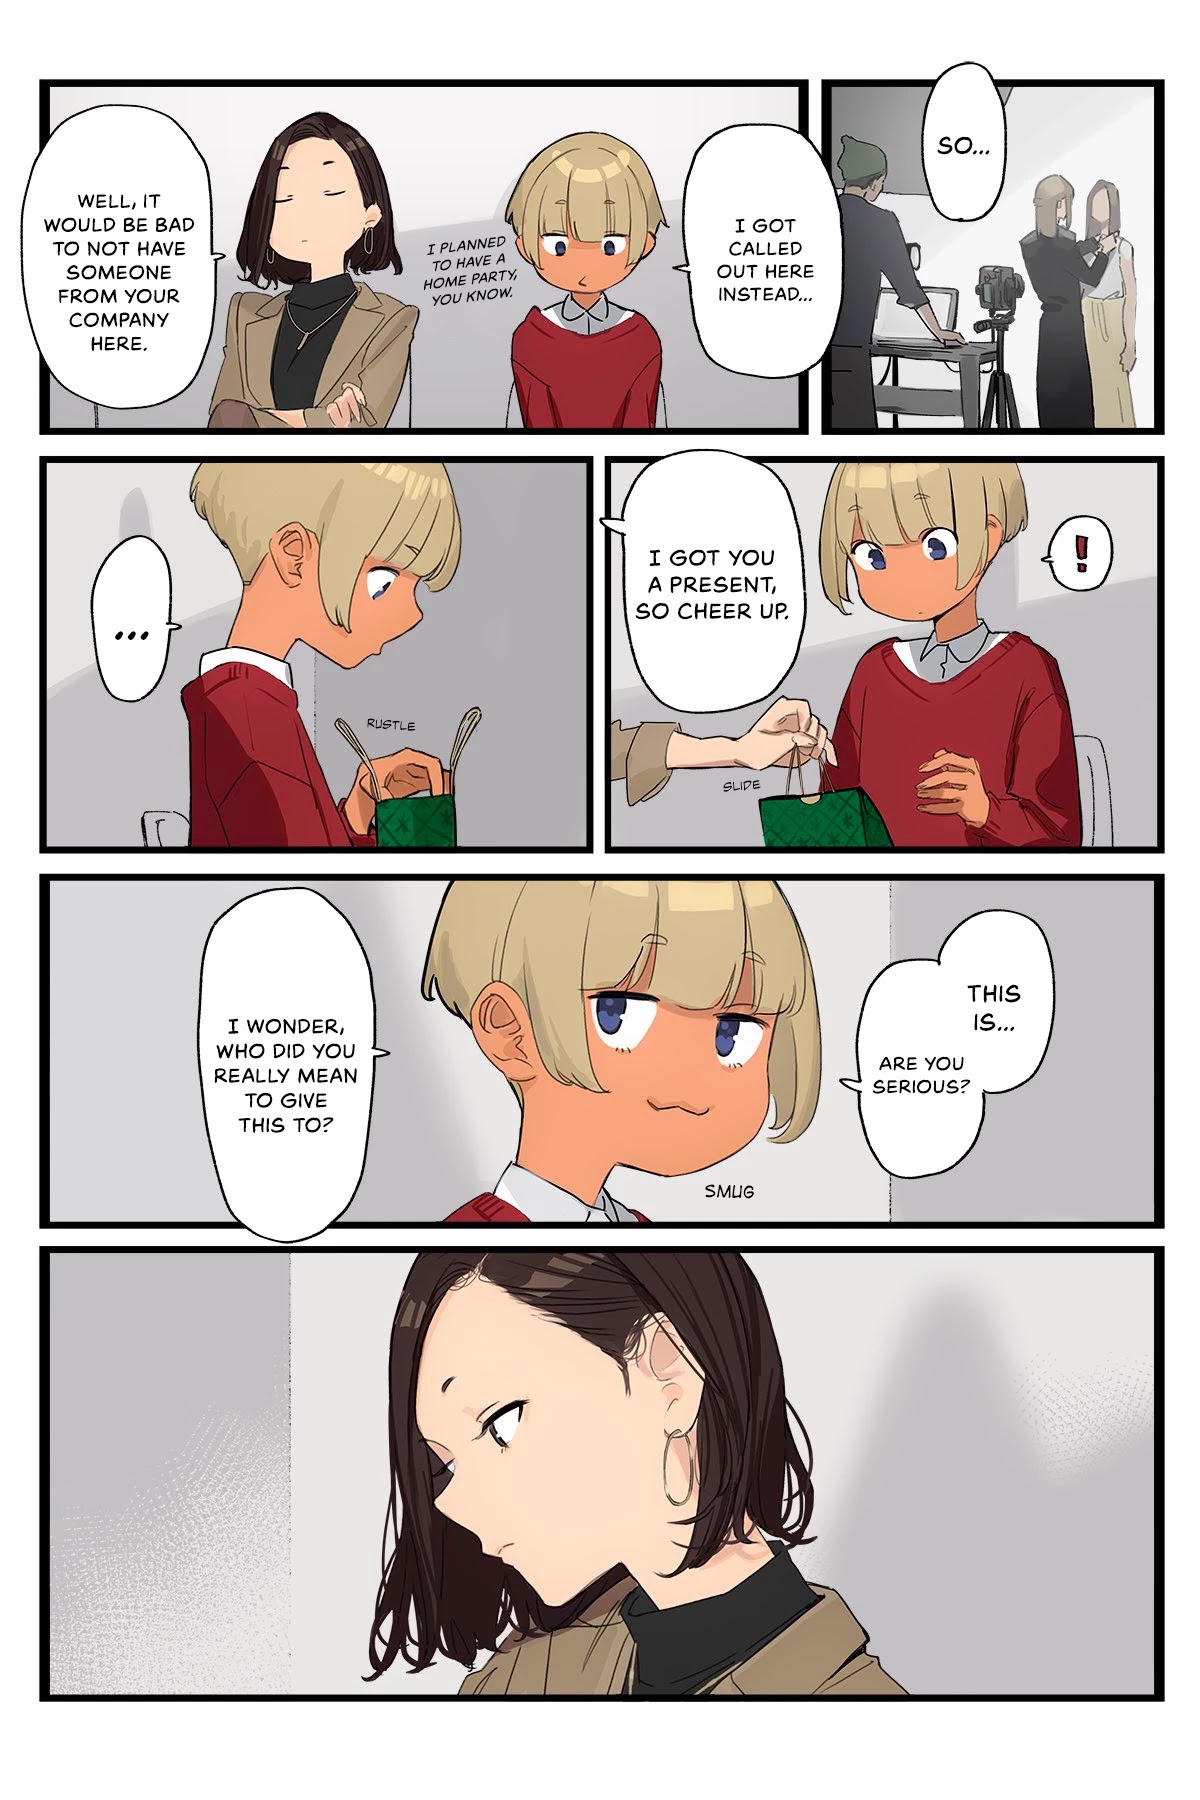 SO...
I GOT
CALLED
OUT HERE
INSTEAD...
I PLANNED
TO HAVE A
HOME PARTY,
YOU KNOW.
WELL, IT
WOULD BE BAD
TO NOT HAVE
SOMEONE
FROM YOUR
COMPANY
HERE.
!
I GOT YOU
A PRESENT,
SO CHEER UP.
SLIDE
...
RUSTLE
THIS
IS...
ARE YOU
SERIOUS?
SMUG
I WONDER,
WHO DID YOU
REALLY MEAN
TO GIVE
THIS TO?